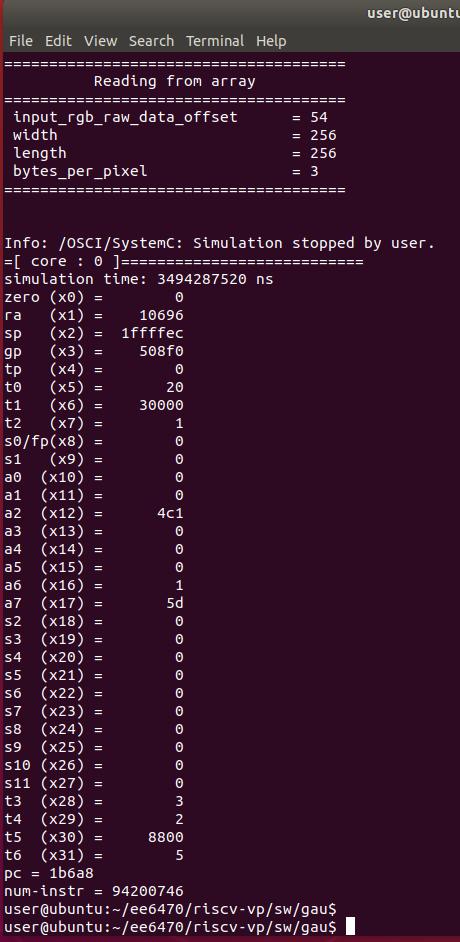 user@ubuntu
File Edit View Search Terminal Help
======================================
Reading from array
======================================
input_rgb_raw_data_offset = 54
width = 256
length = 256
bytes_per_pixel = 3
======================================
Info: /OSCI/SystemC: Simulation stopped by user.
=[ core : 0 ]===========================
simulation time: 3494287520 ns
zero (x0) = 0
ra (x1) = 10696
sp (x2) = 1ffffec
gp (x3) = 508f0
tp (x4) = 0
t0 (x5) = 20
t1 (x6) = 30000
t2 (x7) = 1
s0/fp(x8) = 0
s1 (x9) = 0
a0 (x10) = 0
a1 (x11) = 0
a2 (x12) = 4c1
a3 (x13) = 0
a4 (x14) = 0
a5 (x15) = 0
a6 (x16) = 1
a7 (x17) = 5d
s2 (x18) = 0
s3 (x19) = 0
s4 (x20) = 0
s5 (x21) = 0
s6 (x22) = 0
s7 (x23) = 0
s8 (x24) = 0
s9 (x25) = 0
s10 (x26) = 0
s11 (x27) = 0
t3 (x28) = 3
t4 (x29) = 2
t5 (x30) = 8800
t6 (x31) = 5
pc = 1b6a8
num-instr = 94200746
user@ubuntu:~/ee6470/riscv-vp/sw/gau$
user@ubuntu:~/ee6470/riscv-vp/sw/gau$